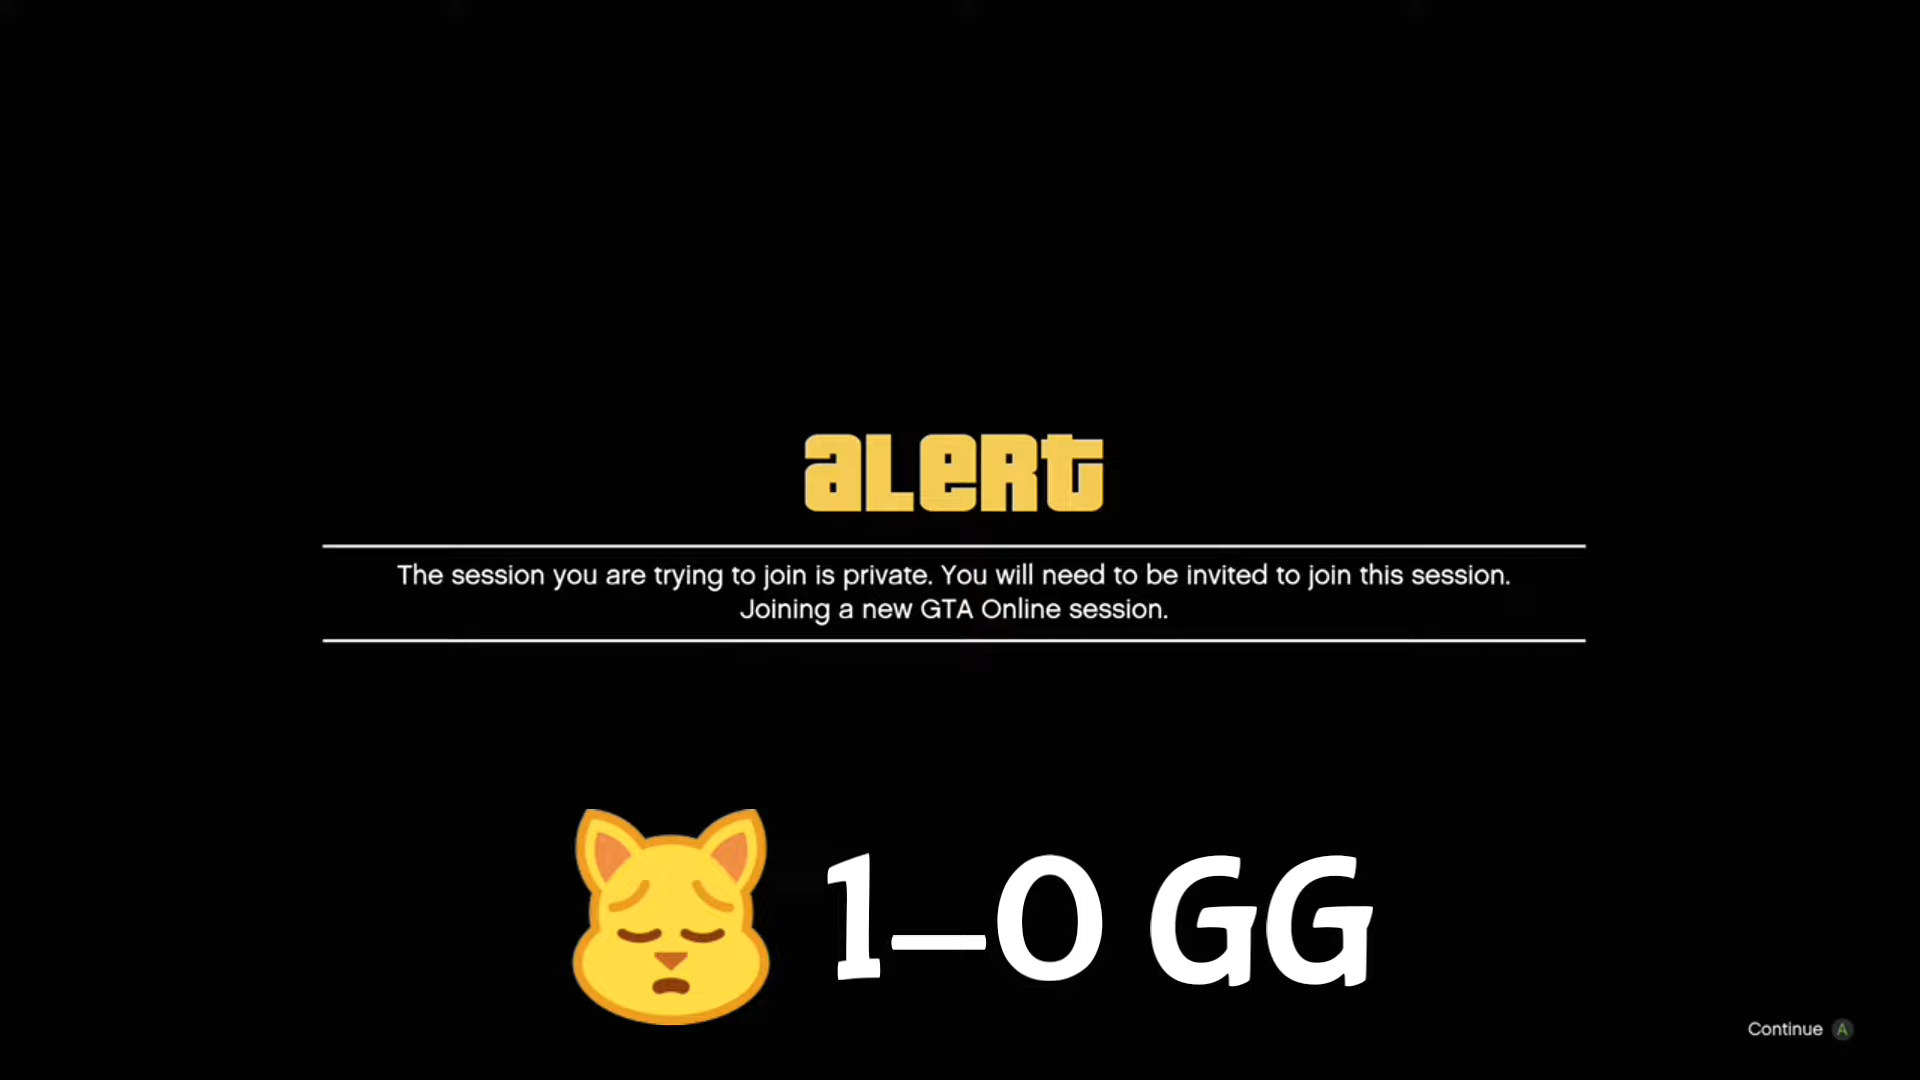 aLeRt
The session you are trying to join is private. You will need to be invited to join this session.
Joining a new GTA Online session.
1–0 GG
Continue A